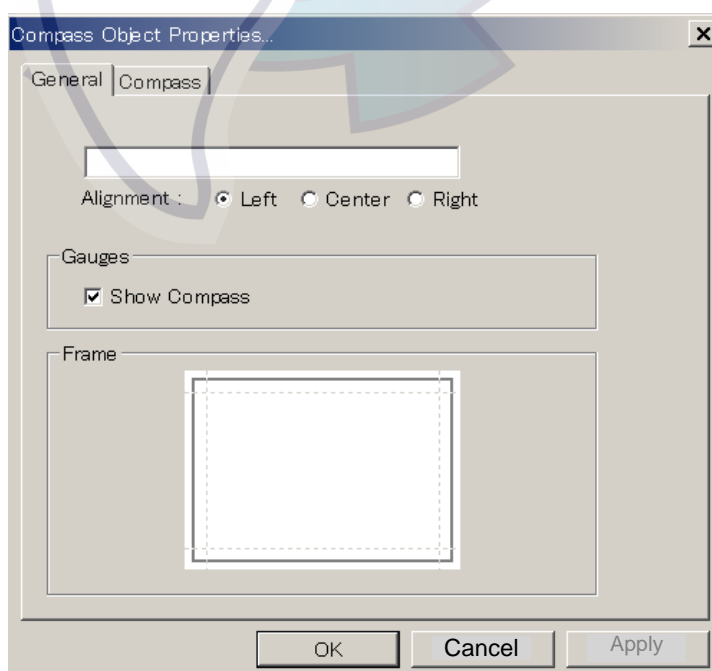 Compass Object Properties...
General Compass
Alignment : Left Center Right
Gauges
Show Compass
Frame
OK Cancel Apply